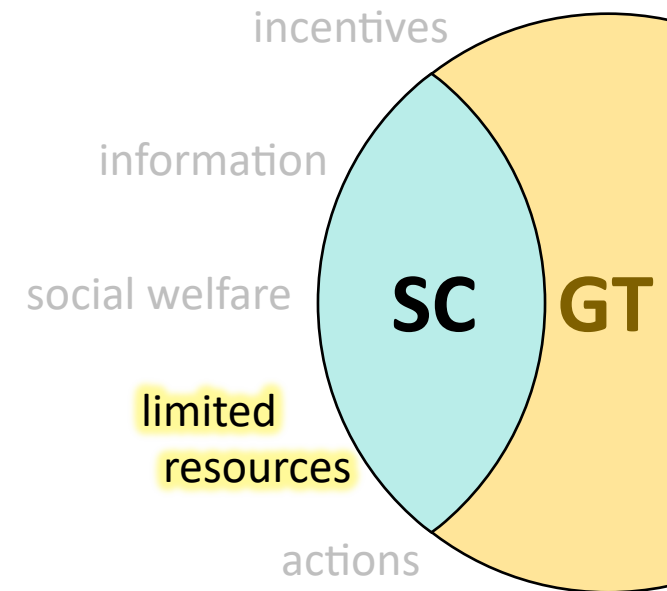 incentives
information
social welfare
SC GT
limited
resources
actions